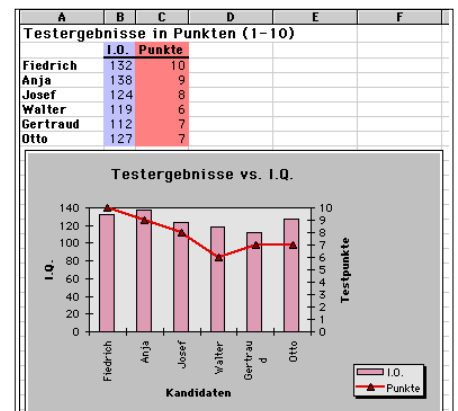 A B C D E F
Testergebnisse in Punkten (1-10)
I.Q. Punkte
Fiedrich 132 10
Anja 138 9
Josef 124 8
Walter 119 6
Gertraud 112 7
Otto 127 7
Testergebnisse vs. I.Q.
140
120
100
80
60
40
20
0
I.Q.
10
9
8
7
6
5
4
3
2
1
0
Testpunkte
Fiedrich
Anja
Josef
Walter
Gertrau
d
Otto
Kandidaten
I.Q.
Punkte